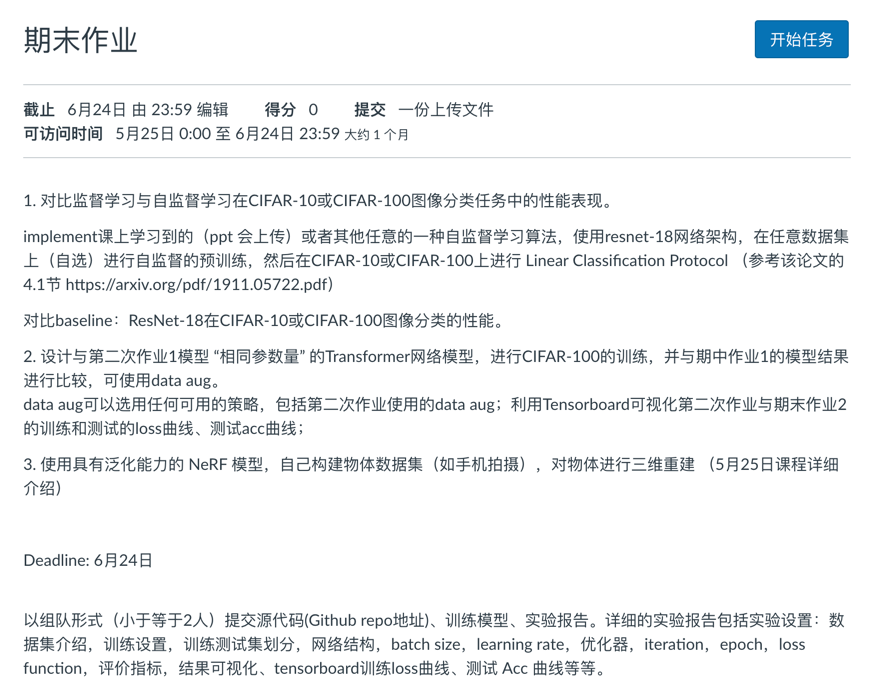 期末作业
开始任务
截止 6月24日 由 23:59 编辑 得分 0 提交 一份上传文件
可访问时间 5月25日 0:00 至 6月24日 23:59 大约 1 个月
1. 对比监督学习与自监督学习在CIFAR-10或CIFAR-100图像分类任务中的性能表现。
implement课上学习到的（ppt 会上传）或者其他任意的一种自监督学习算法，使用resnet-18网络架构，在任意数据集
上（自选）进行自监督的预训练，然后在CIFAR-10或CIFAR-100上进行 Linear Classification Protocol （参考该论文的
4.1节 https://arxiv.org/pdf/1911.05722.pdf）
对比baseline：ResNet-18在CIFAR-10或CIFAR-100图像分类的性能。
2. 设计与第二次作业1模型 “相同参数量” 的Transformer网络模型，进行CIFAR-100的训练，并与期中作业1的模型结果
进行比较，可使用data aug。
data aug可以选用任何可用的策略，包括第二次作业使用的data aug；利用Tensorboard可视化第二次作业与期末作业2
的训练和测试的loss曲线、测试acc曲线；
3. 使用具有泛化能力的 NeRF 模型，自己构建物体数据集（如手机拍摄），对物体进行三维重建 （5月25日课程详细
介绍）
Deadline: 6月24日
以组队形式（小于等于2人）提交源代码(Github repo地址)、训练模型、实验报告。详细的实验报告包括实验设置：数
据集介绍，训练设置，训练测试集划分，网络结构，batch size，learning rate，优化器，iteration，epoch，loss
function，评价指标，结果可视化、tensorboard训练loss曲线、测试 Acc 曲线等等。